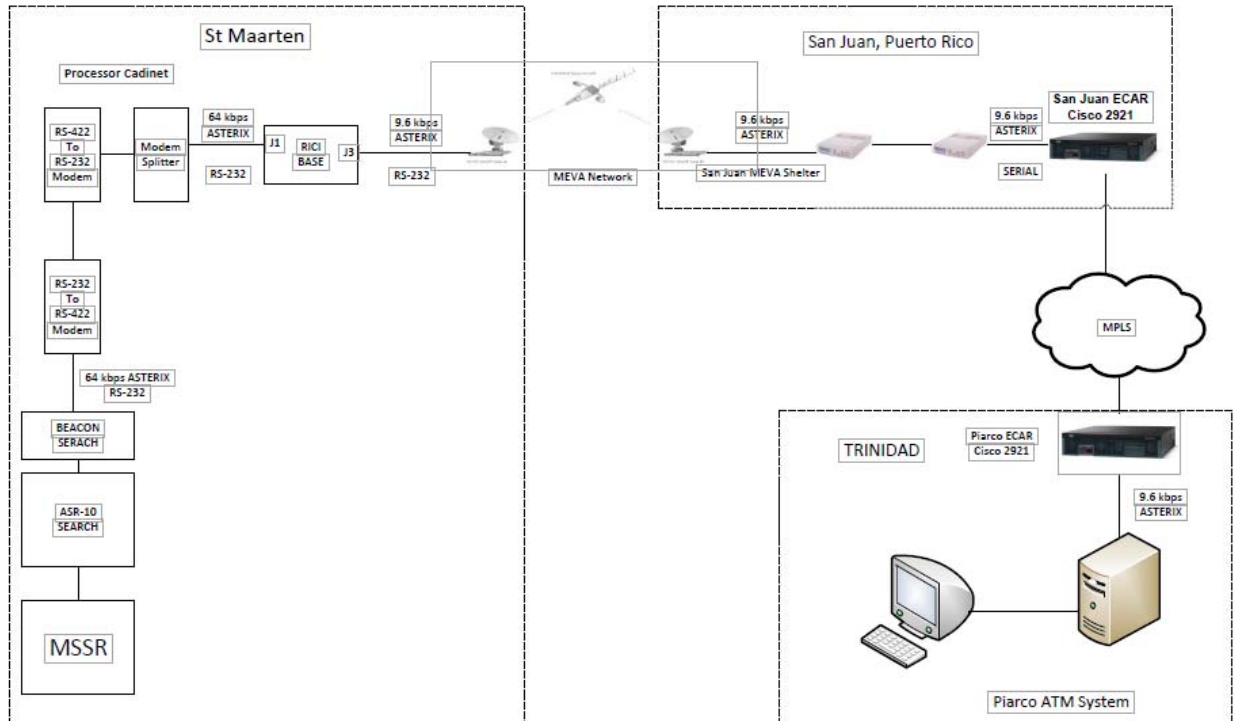 St Maarten
Processor Cadinet
RS-422
To
RS-232
Modem
Modem
Splitter
64 kbps
ASTERIX
RS-232
J1
RICI
BASE
J3
9.6 kbps
ASTERIX
RS-232
MEVA Network
RS-232
To
RS-422
Modem
64 kbps ASTERIX
RS-232
BEACON
SERACH
ASR-10
SEARCH
MSSR
San Juan, Puerto Rico
9.6 kbps
ASTERIX
San Juan MEVA Shelter
9.6 kbps
ASTERIX
SERIAL
San Juan ECAR
Cisco 2921
MPLS
TRINIDAD
Piarco ECAR
Cisco 2921
9.6 kbps
ASTERIX
Piarco ATM System